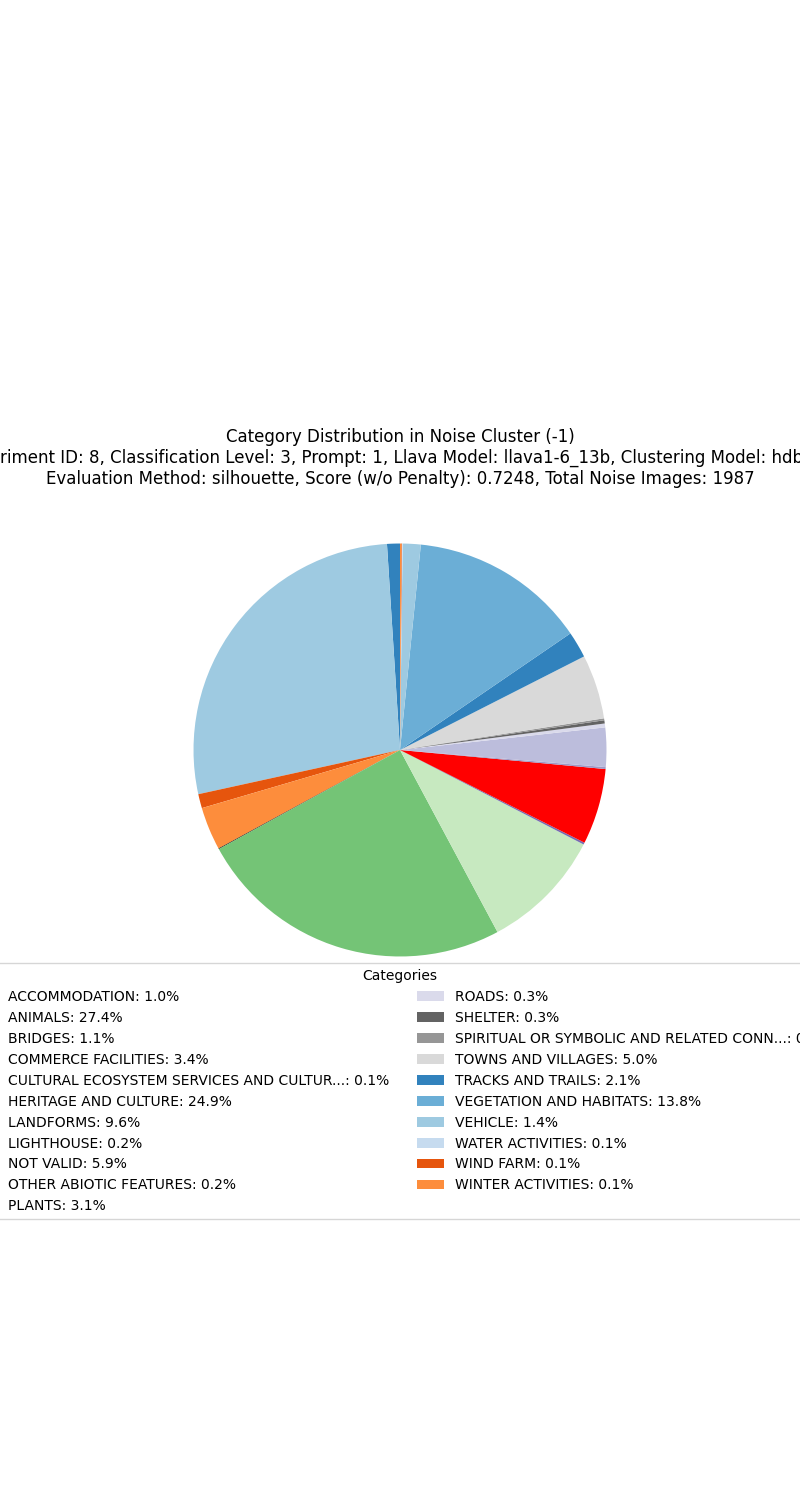 Category Distribution in Noise Cluster (-1)
riment ID: 8, Classification Level: 3, Prompt: 1, Llava Model: llava1-6_13b, Clustering Model: hdb
Evaluation Method: silhouette, Score (w/o Penalty): 0.7248, Total Noise Images: 1987
Categories
ACCOMMODATION: 1.0%
ANIMALS: 27.4%
BRIDGES: 1.1%
COMMERCE FACILITIES: 3.4%
CULTURAL ECOSYSTEM SERVICES AND CULTUR...: 0.1%
HERITAGE AND CULTURE: 24.9%
LANDFORMS: 9.6%
LIGHTHOUSE: 0.2%
NOT VALID: 5.9%
OTHER ABIOTIC FEATURES: 0.2%
PLANTS: 3.1%
ROADS: 0.3%
SHELTER: 0.3%
SPIRITUAL OR SYMBOLIC AND RELATED CONN...:
TOWNS AND VILLAGES: 5.0%
TRACKS AND TRAILS: 2.1%
VEGETATION AND HABITATS: 13.8%
VEHICLE: 1.4%
WATER ACTIVITIES: 0.1%
WIND FARM: 0.1%
WINTER ACTIVITIES: 0.1%